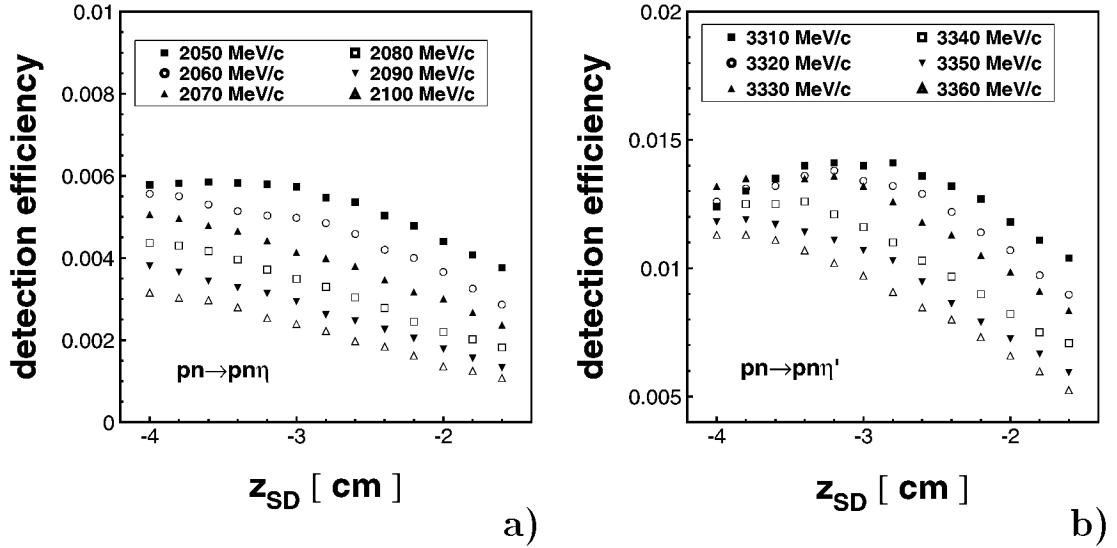 detection efficiency
0.01
0.008
0.006
0.004
0.002
0
2050 MeV/c 2080 MeV/c
2060 MeV/c 2090 MeV/c
2070 MeV/c 2100 MeV/c
pn→pnη
-4 -3 -2
z_SD [ cm ]
a)
detection efficiency
0.02
0.015
0.01
0.005
3310 MeV/c 3340 MeV/c
3320 MeV/c 3350 MeV/c
3330 MeV/c 3360 MeV/c
pn→pnη'
-4 -3 -2
z_SD [ cm ]
b)